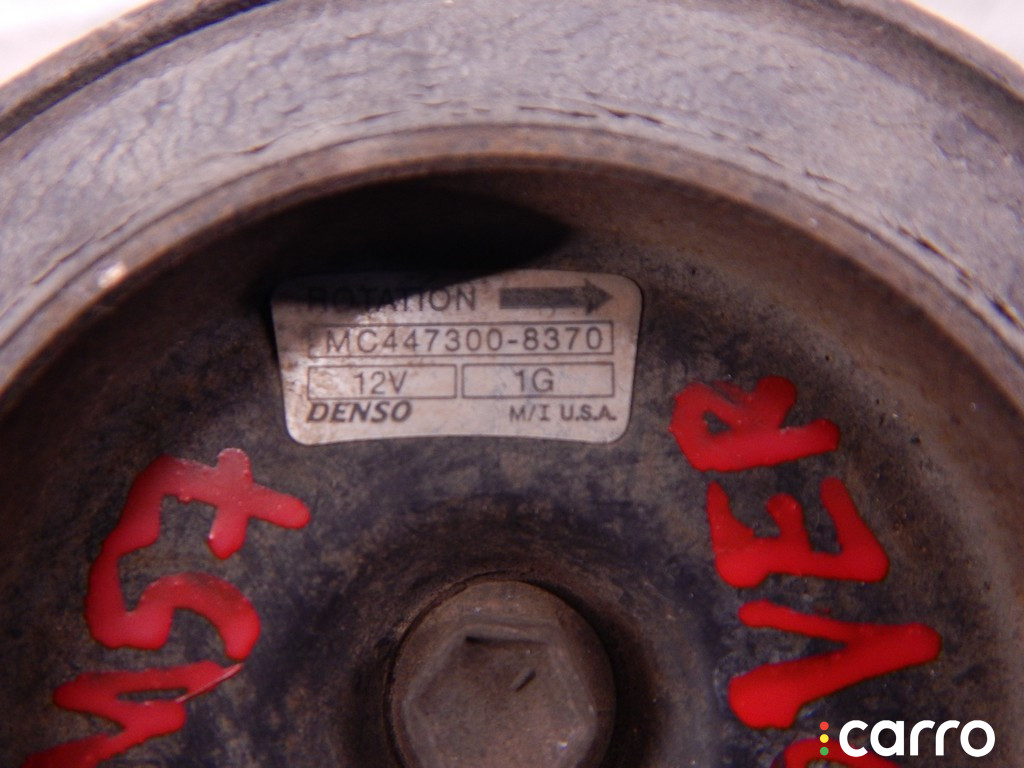 ROTATION
MC447300-8370
12V 1G
DENSO M/I U.S.A.
carro